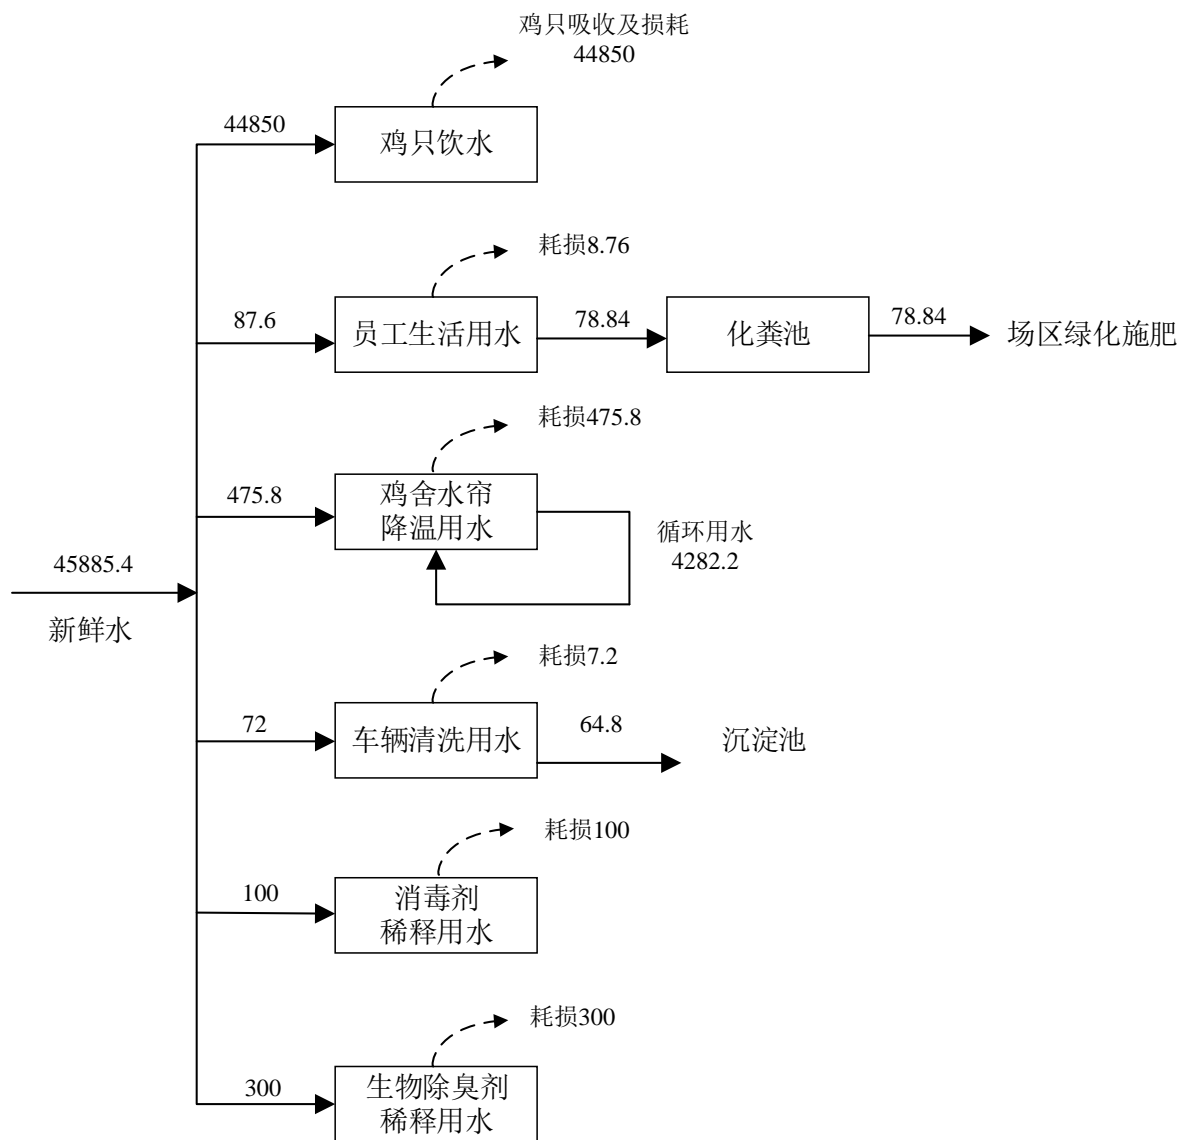 鸡只吸收及损耗
44850
44850
鸡只饮水
耗损8.76
87.6
员工生活用水
78.84
化粪池
78.84
场区绿化施肥
耗损475.8
475.8
鸡舍水帘
降温用水
循环用水
4282.2
45885.4
新鲜水
耗损7.2
72
车辆清洗用水
64.8
沉淀池
耗损100
100
消毒剂
稀释用水
耗损300
300
生物除臭剂
稀释用水